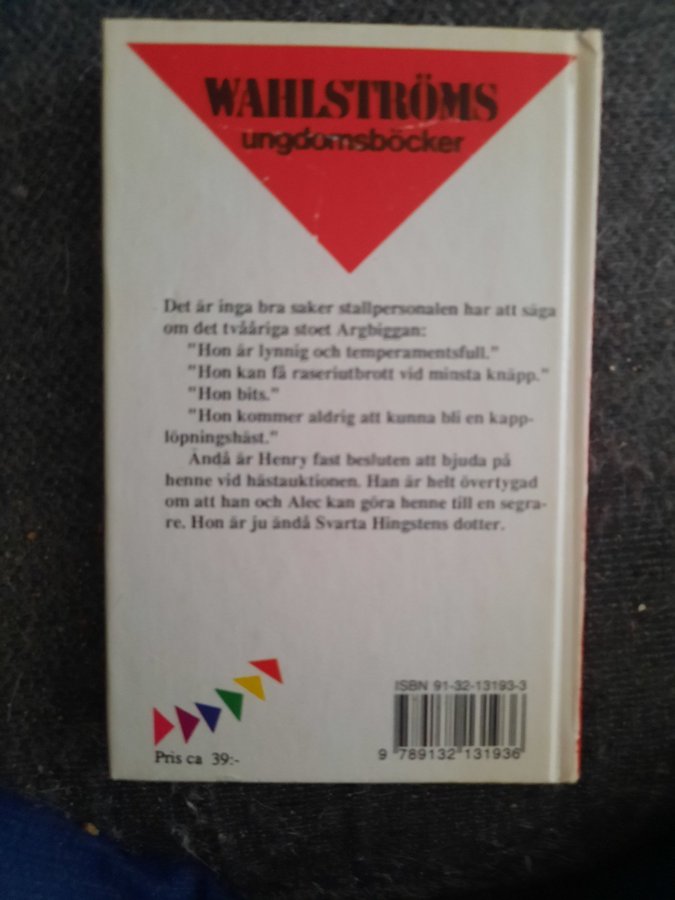 WAHLSTRÖMS
ungdomsböcker
Det är inga bra saker stallpersonalen har att säga
om det tvååriga stoet Argbiggan:
"Hon är lynnig och temperamentsfull."
"Hon kan få raseriutbrott vid minsta knäpp."
"Hon bits."
"Hon kommer aldrig att kunna bli en kapp-
löpningshäst."
Ändå är Henry fast besluten att bjuda på
henne vid hästauktionen. Han är helt övertygad
om att han och Alec kan göra henne till en segra-
re. Hon är ju ändå Svarta Hingstens dotter.
ISBN 91-32-13193-3
9 789132 131936
Pris ca 39:-